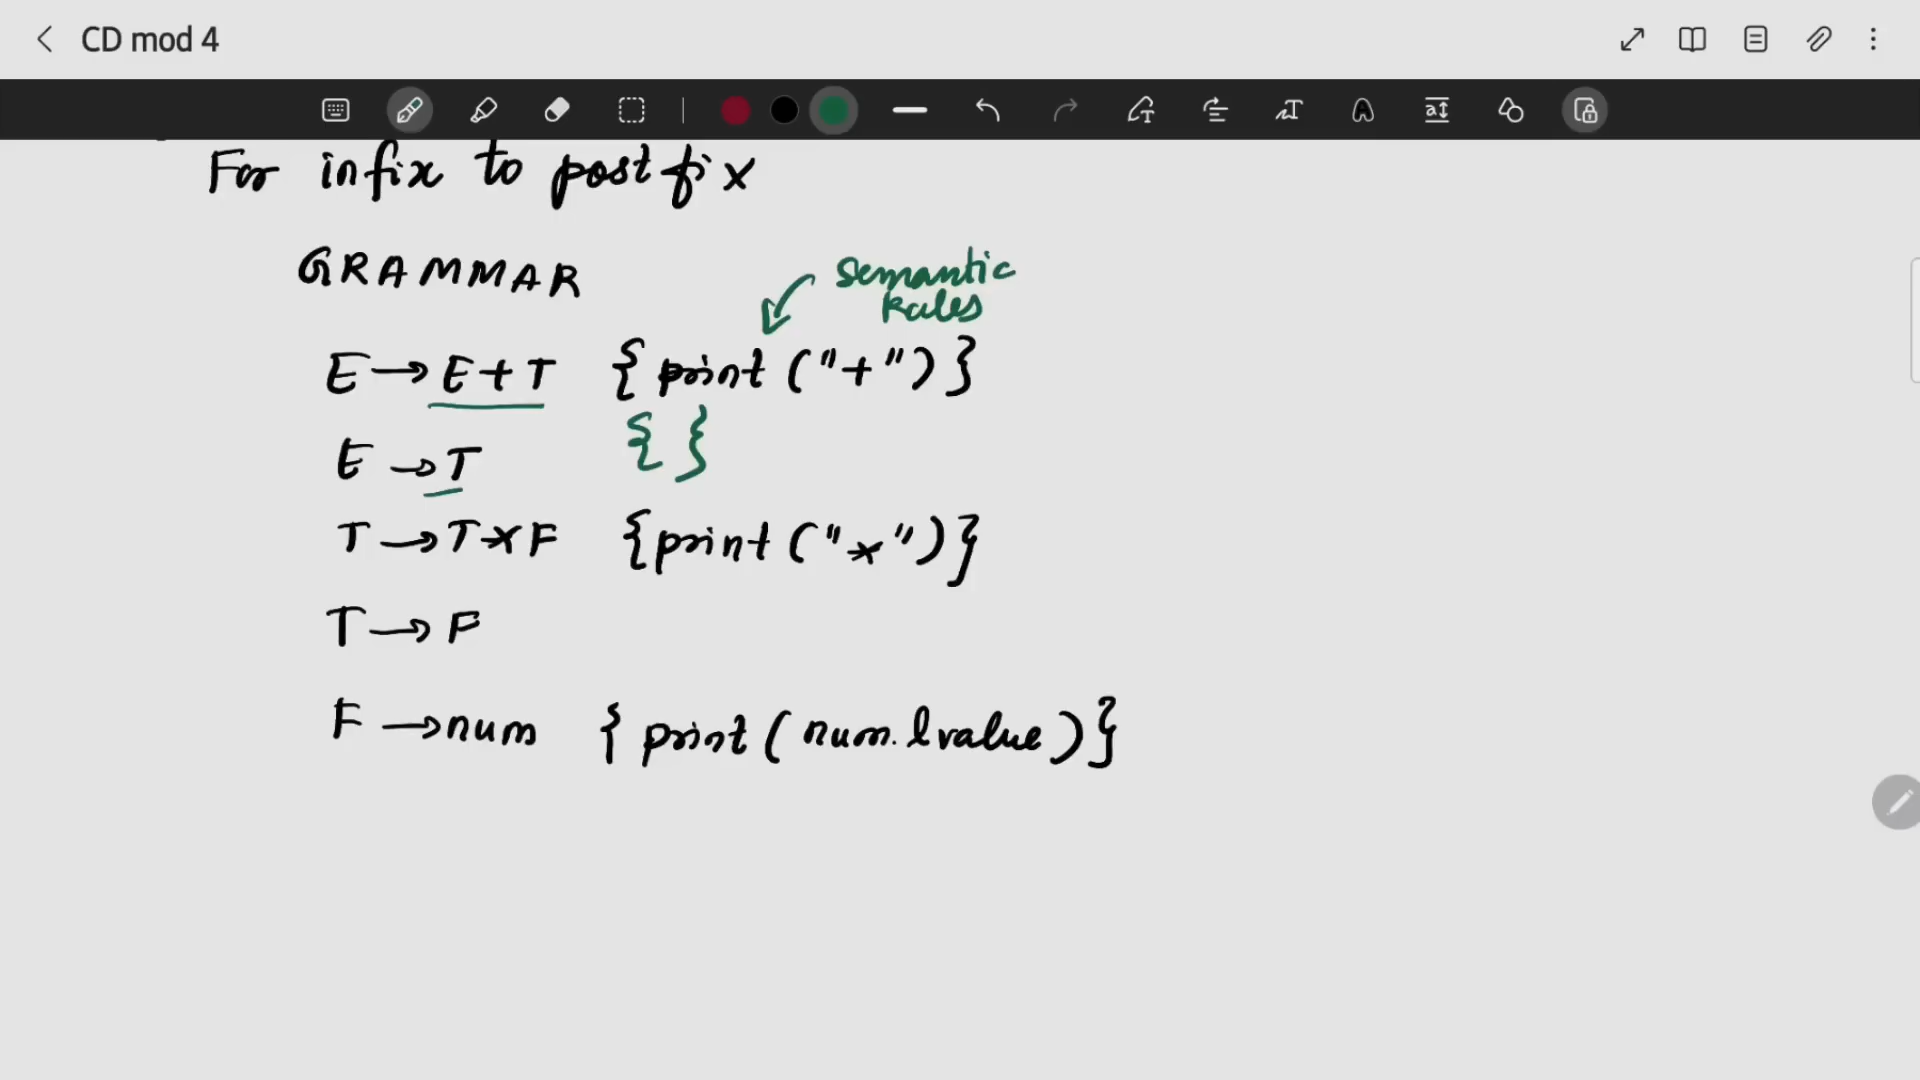 CD mod 4
For infix to postfix
GRAMMAR
semantic
Rules
E → E + T { print ("+") }
E → T { }
T → T * F { print ("*") }
T → F
F → num { print ( num. lvalue ) }